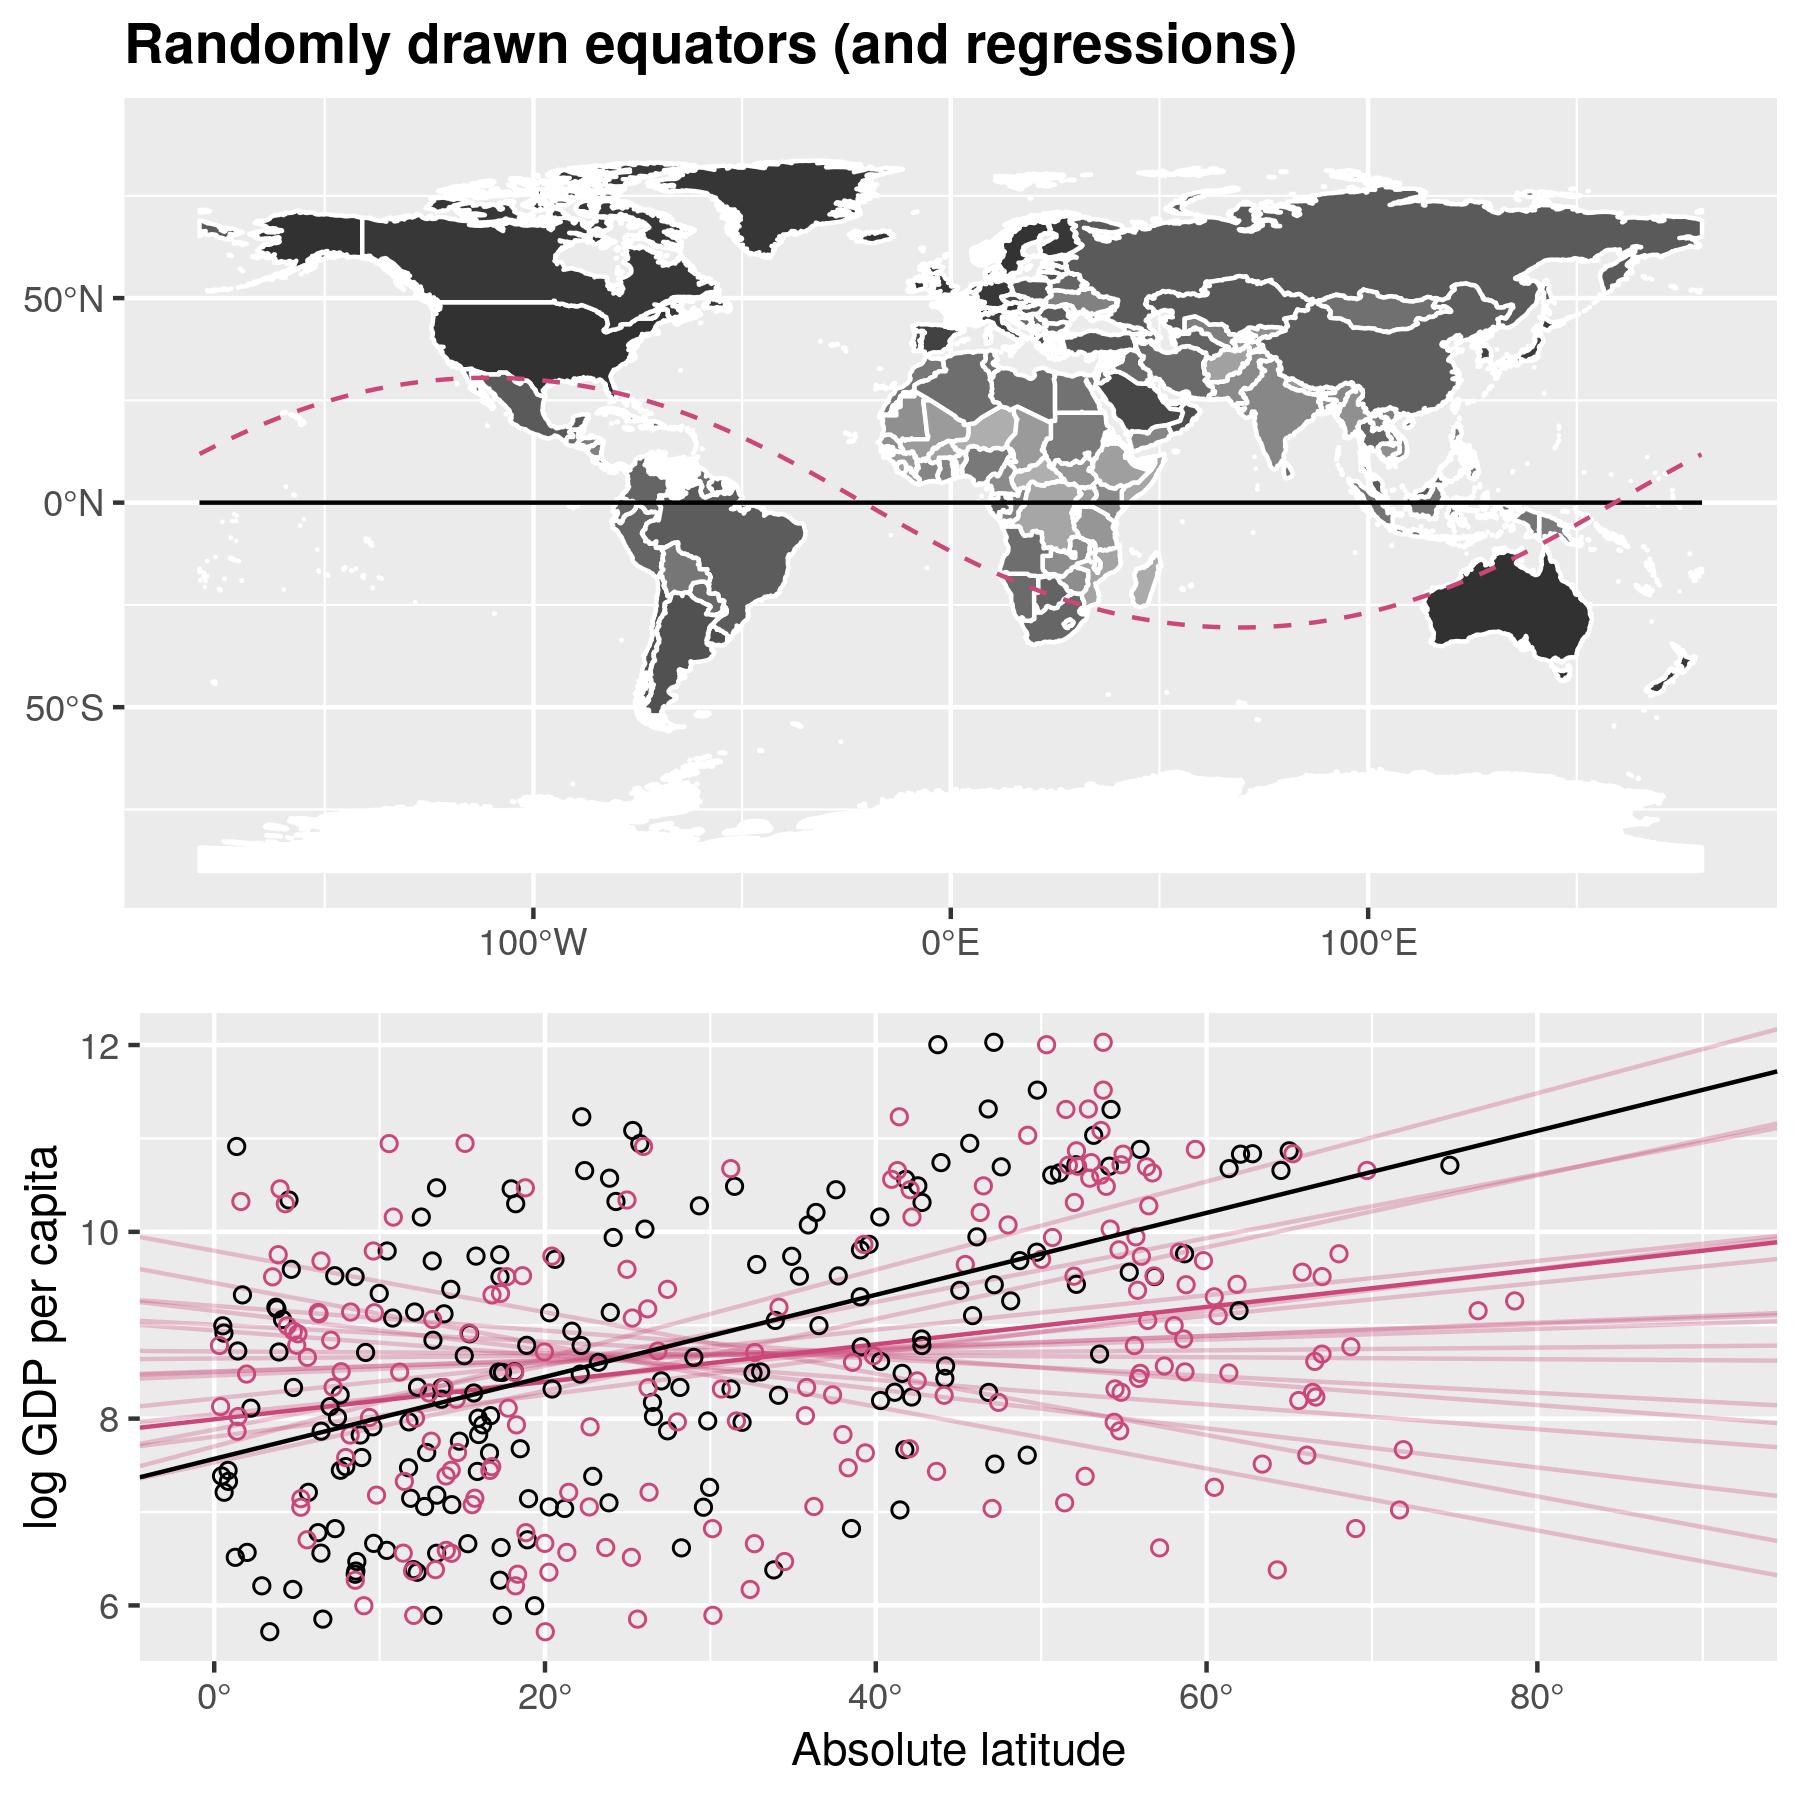 Randomly drawn equators (and regressions)
50°N
0°N
50°S
100°W
0°E
100°E
log GDP per capita
12
10
8
6
0°
20°
40°
60°
80°
Absolute latitude